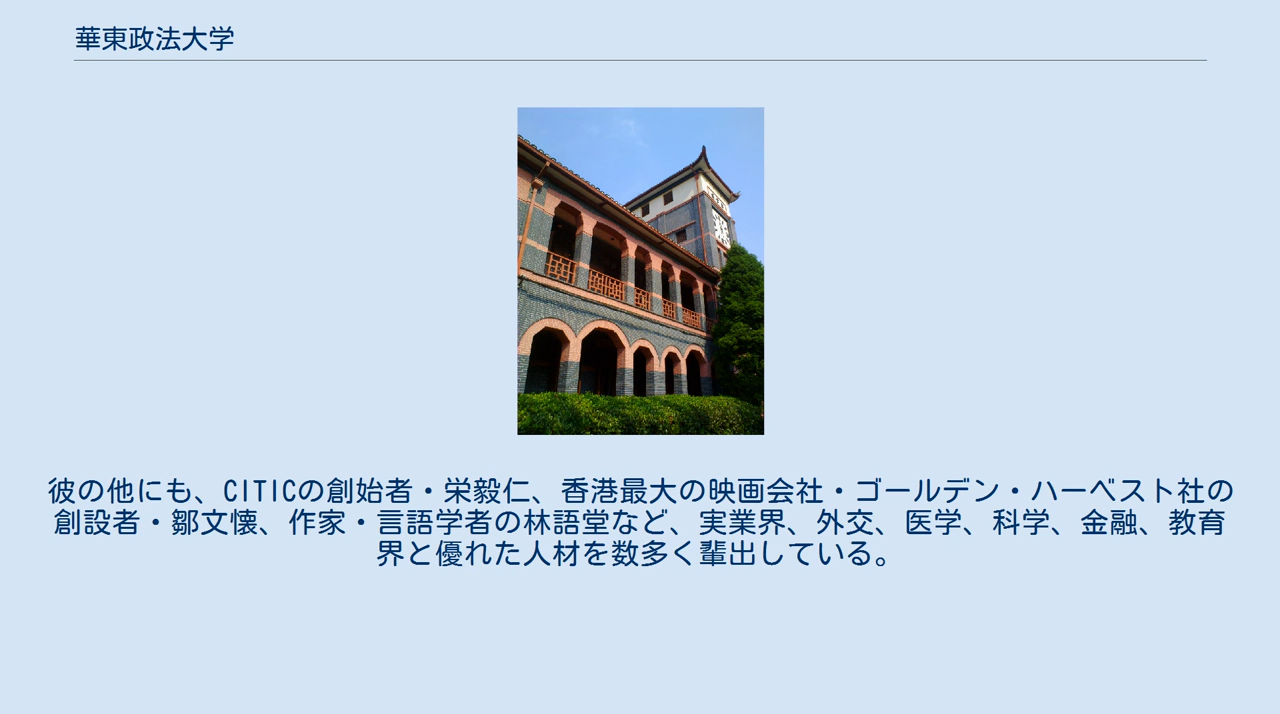 華東政法大学
彼の他にも、CITICの創始者・栄毅仁、香港最大の映画会社・ゴールデン・ハーベスト社の
創設者・鄒文懐、作家・言語学者の林語堂など、実業界、外交、医学、科学、金融、教育
界と優れた人材を数多く輩出している。